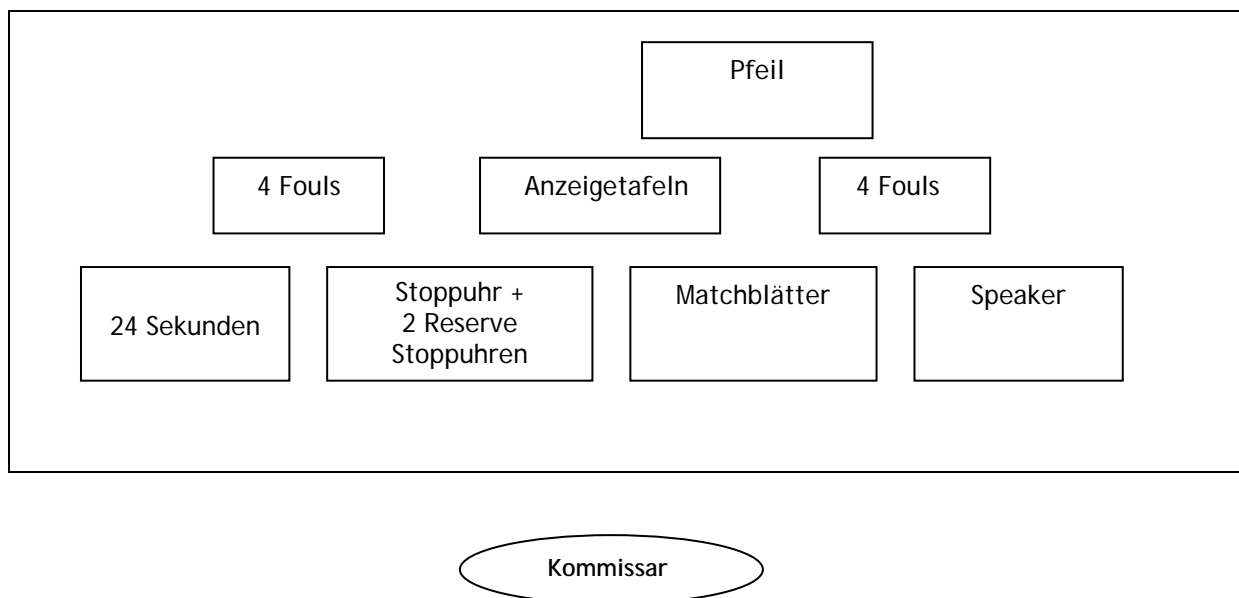 Pfeil
4 Fouls
Anzeigetafeln
4 Fouls
24 Sekunden
Stoppuhr +
2 Reserve
Stoppuhren
Matchblätter
Speaker
Kommissar